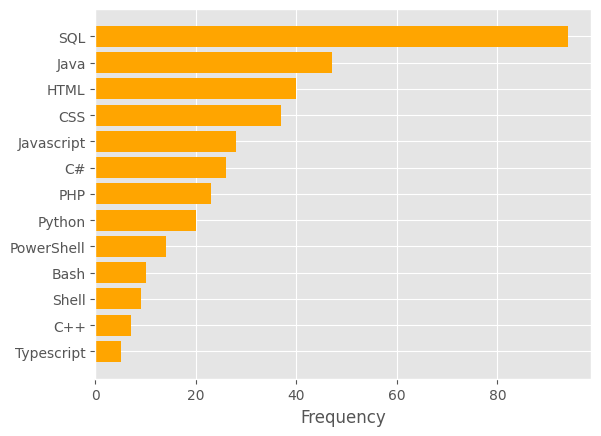 SQL
Java
HTML
CSS
Javascript
C#
PHP
Python
PowerShell
Bash
Shell
C++
Typescript
0 20 40 60 80
Frequency